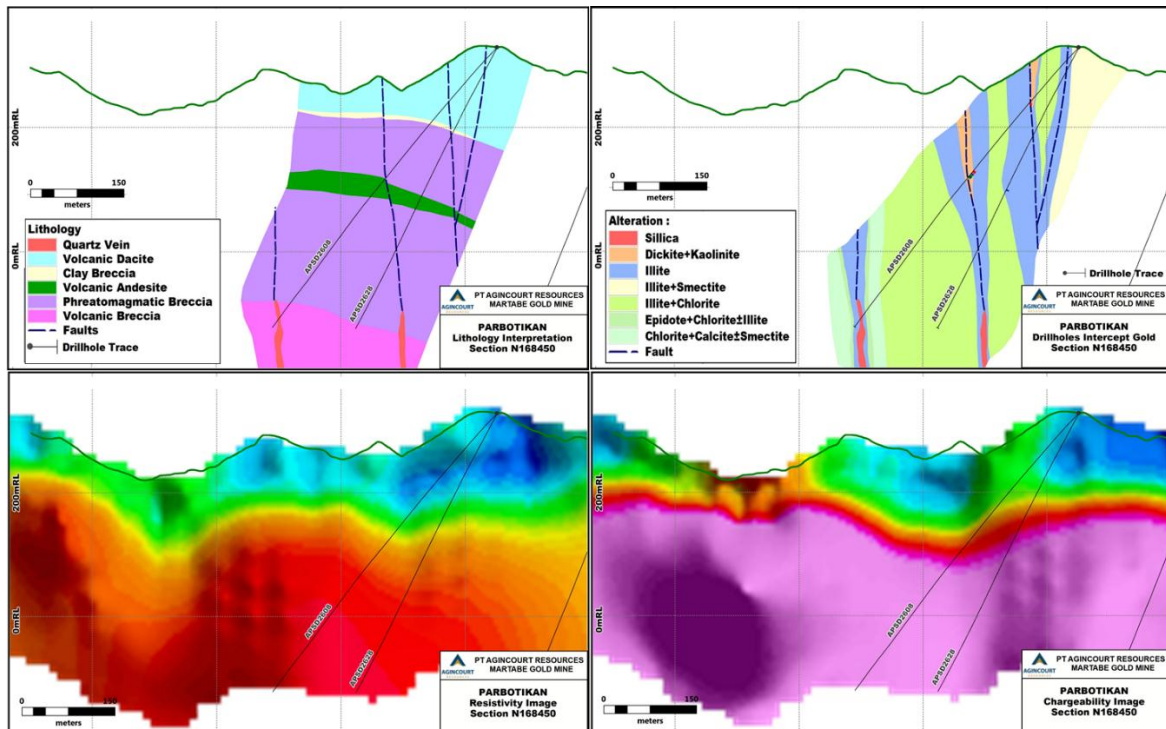 200mRL
0mRL
0 150
meters
Lithology
Quartz Vein
Volcanic Dacite
Clay Breccia
Volcanic Andesite
Phreatomagmatic Breccia
Volcanic Breccia
Faults
Drillhole Trace
APSD2608
APSD2628
AGINCOURT
PT AGINCOURT RESOURCES
MARTABE GOLD MINE
PARBOTIKAN
Lithology Interpretation
Section N168450
200mRL
0mRL
0 150
meters
Alteration :
Sillica
Dickite+Kaolinite
Illite
Illite+Smectite
Illite+Chlorite
Epidote+Chlorite±Illite
Chlorite+Calcite±Smectite
Fault
APSD2608
APSD2628
Drillhole Trace
AGINCOURT
PT AGINCOURT RESOURCES
MARTABE GOLD MINE
PARBOTIKAN
Drillholes Intercept Gold
Section N168450
200mRL
0mRL
0 150
meters
APSD2608
APSD2628
AGINCOURT
PT AGINCOURT RESOURCES
MARTABE GOLD MINE
PARBOTIKAN
Resistivity Image
Section N168450
200mRL
0mRL
0 150
meters
APSD2608
APSD2628
AGINCOURT
PT AGINCOURT RESOURCES
MARTABE GOLD MINE
PARBOTIKAN
Chargeability Image
Section N168450